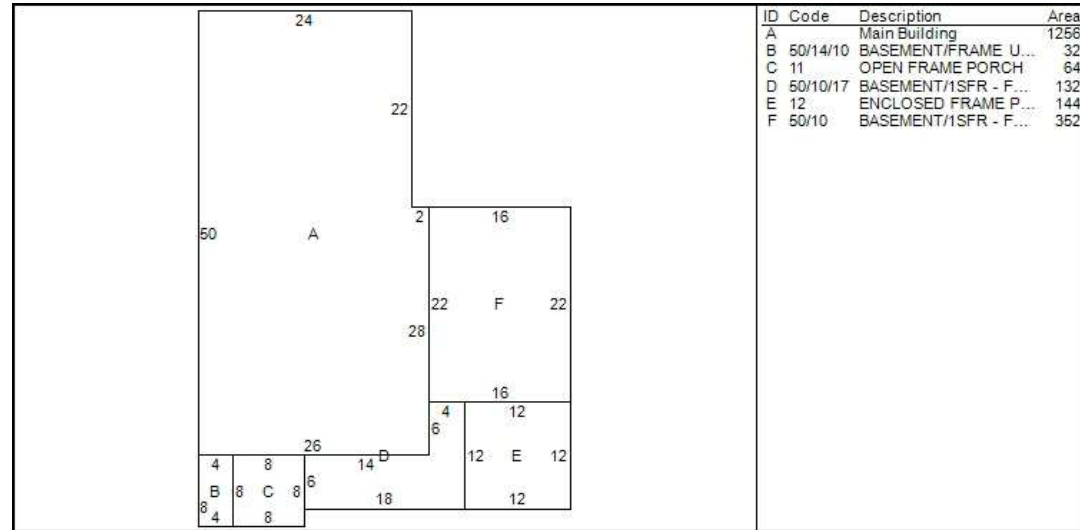 24
22
2
16
50
A
22
F
22
28
16
4
12
6
26
12
E
12
D
4
8
14
6
B
8
C
8
18
12
8
4
8
ID Code Description Area
A Main Building 1256
B 50/14/10 BASEMENT/FRAME U... 32
C 11 OPEN FRAME PORCH 64
D 50/10/17 BASEMENT/1SFR - F... 132
E 12 ENCLOSED FRAME P... 144
F 50/10 BASEMENT/1SFR - F... 352